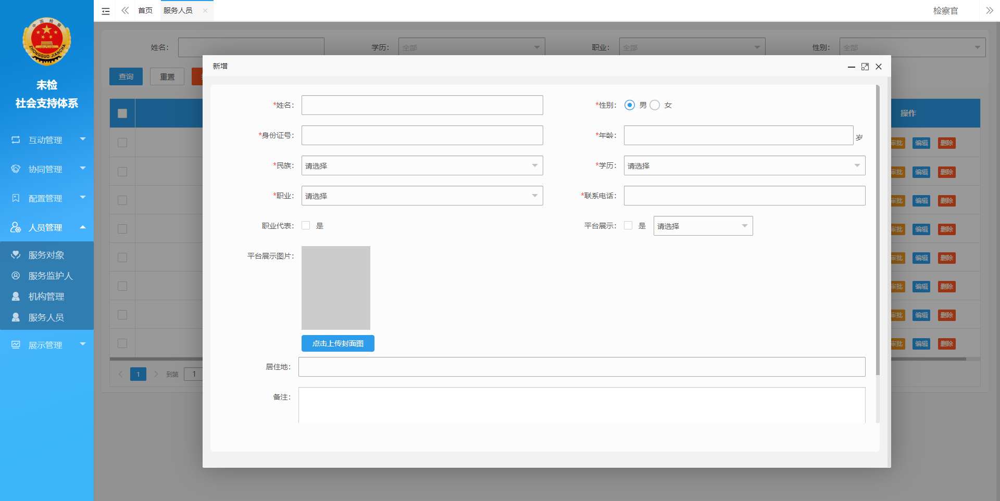 首页
服务人员
检察官
中国检察
ZHONGGUO JIANCHA
未检
社会支持体系
互动管理
协同管理
配置管理
人员管理
服务对象
服务监护人
机构管理
服务人员
展示管理
姓名：
学历： 全部
职业： 全部
性别： 全部
查询
重置
操作
新增
*姓名：
*性别： 男 女
*身份证号：
*年龄： 岁
*民族： 请选择
*学历： 请选择
*职业： 请选择
*联系电话：
职业代表： 是
平台展示： 是 请选择
平台展示图片：
点击上传封面图
居住地：
备注：
审批 编辑 删除
审批 编辑 删除
审批 编辑 删除
审批 编辑 删除
审批 编辑 删除
审批 编辑 删除
审批 编辑 删除
审批 编辑 删除
1 到第 1